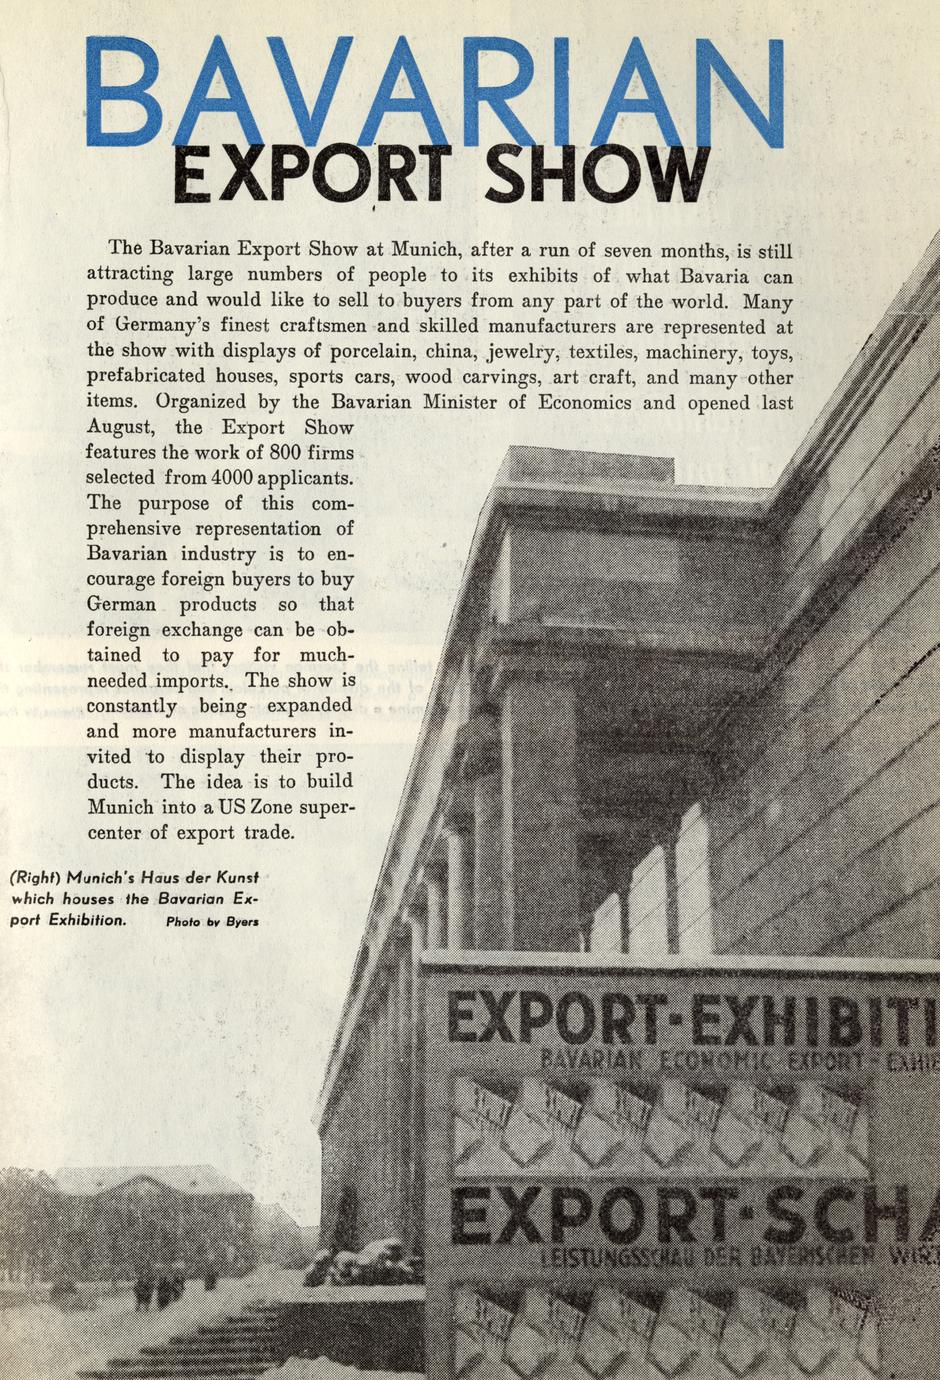 BAVARIAN
EXPORT SHOW
The Bavarian Export Show at Munich, after a run of seven months, is still
attracting large numbers of people to its exhibits of what Bavaria can
produce and would like to sell to buyers from any part of the world. Many
of Germany's finest craftsmen and skilled manufacturers are represented at
the show with displays of porcelain, china, jewelry, textiles, machinery, toys,
prefabricated houses, sports cars, wood carvings, art craft, and many other
items. Organized by the Bavarian Minister of Economics and opened last
August, the Export Show
features the work of 800 firms
selected from 4000 applicants.
The purpose of this com-
prehensive representation of
Bavarian industry is to en-
courage foreign buyers to buy
German products so that
foreign exchange can be ob-
tained to pay for much-
needed imports. The show is
constantly being expanded
and more manufacturers in-
vited to display their pro-
ducts. The idea is to build
Munich into a US Zone super-
center of export trade.
(Right) Munich's Haus der Kunst
which houses the Bavarian Ex-
port Exhibition. Photo by Byers
EXPORT-EXHIBITI
BAVARIAN ECONOMIC EXPORT-EXHIB
EXPORT-SCHA
LEISTUNGSSCHAU DER BAYERISCHEN WIRT